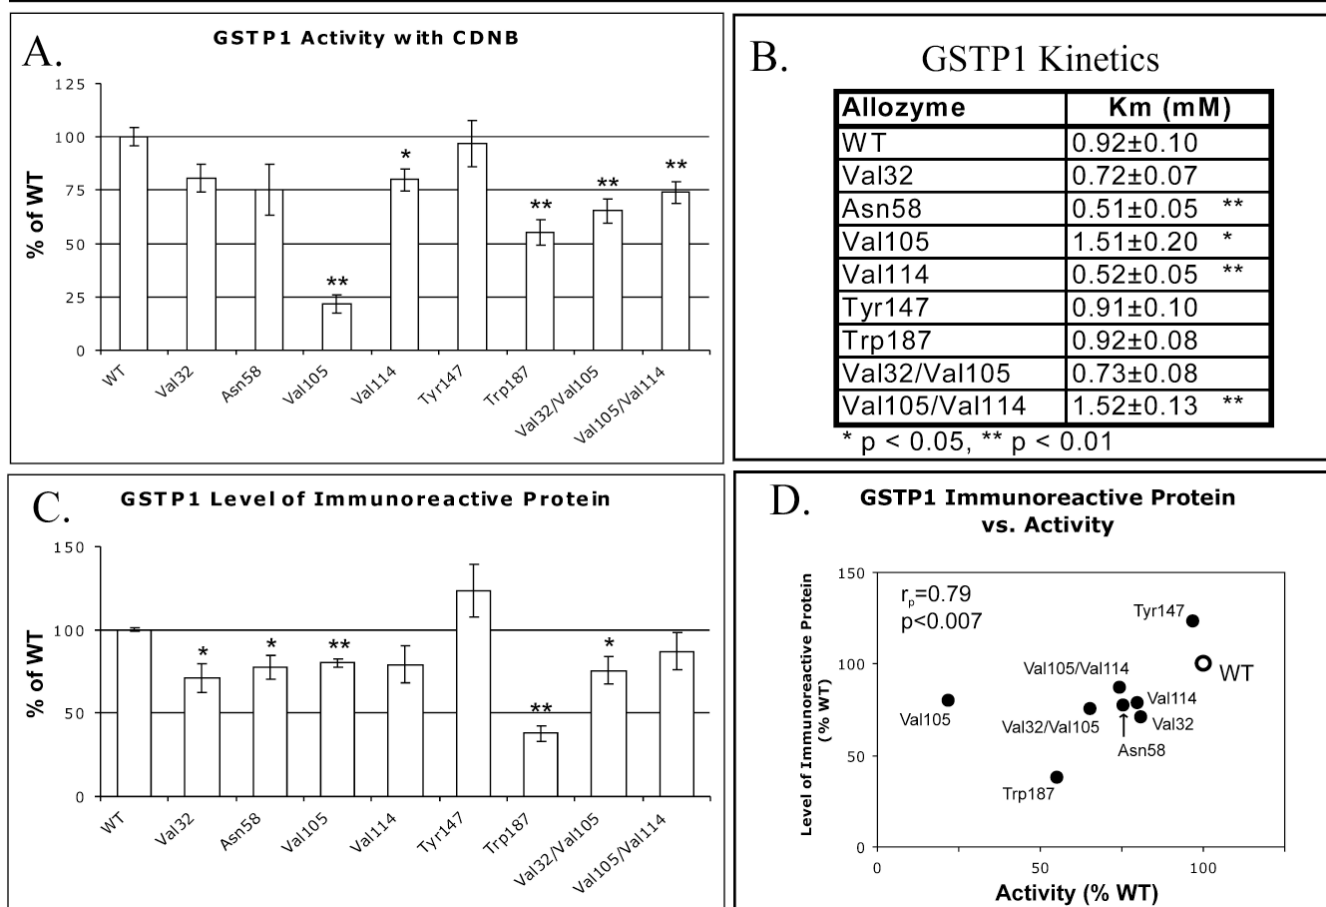 A.
GSTP1 Activity with CDNB
% of WT
125
100
75
50
25
0
*
**
**
**
**
WT
Val32
Asn58
Val105
Val114
Tyr147
Trp187
Val32/Val105
Val105/Val114
B.
GSTP1 Kinetics
Allozyme Km (mM)
WT 0.92±0.10
Val32 0.72±0.07
Asn58 0.51±0.05 **
Val105 1.51±0.20 *
Val114 0.52±0.05 **
Tyr147 0.91±0.10
Trp187 0.92±0.08
Val32/Val105 0.73±0.08
Val105/Val114 1.52±0.13 **
* p < 0.05, ** p < 0.01
C.
GSTP1 Level of Immunoreactive Protein
% of WT
150
100
50
0
*
*
**
**
*
WT
Val32
Asn58
Val105
Val114
Tyr147
Trp187
Val32/Val105
Val105/Val114
D.
GSTP1 Immunoreactive Protein
vs. Activity
Level of Immunoreactive Protein
(% WT)
150
100
50
0
rp=0.79
p<0.007
Tyr147
WT
Val105/Val114
Val114
Val105
Val32/Val105
Val32
Asn58
Trp187
0
50
100
Activity (% WT)